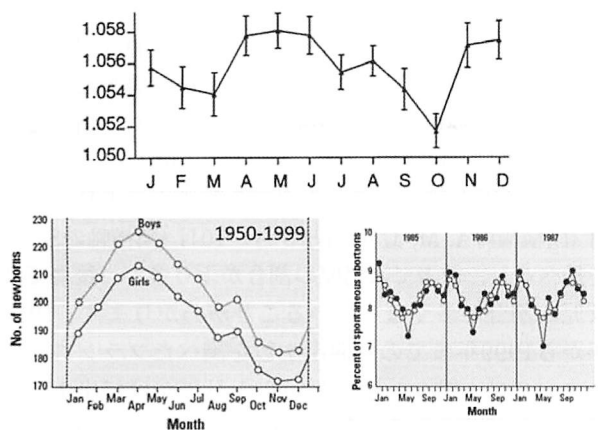 1.058
1.056
1.054
1.052
1.050
J F M A M J J A S O N D
230
220
210
200
190
180
170
No. of newborns
Boys
Girls
1950-1999
Jan Feb Mar Apr May Jun Jul Aug Sep Oct Nov Dec
Month
Percent of spontaneous abortions
10
9
8
7
6
1985 1986 1987
Jan May Sep Jan May Sep Jan May Sep
Month